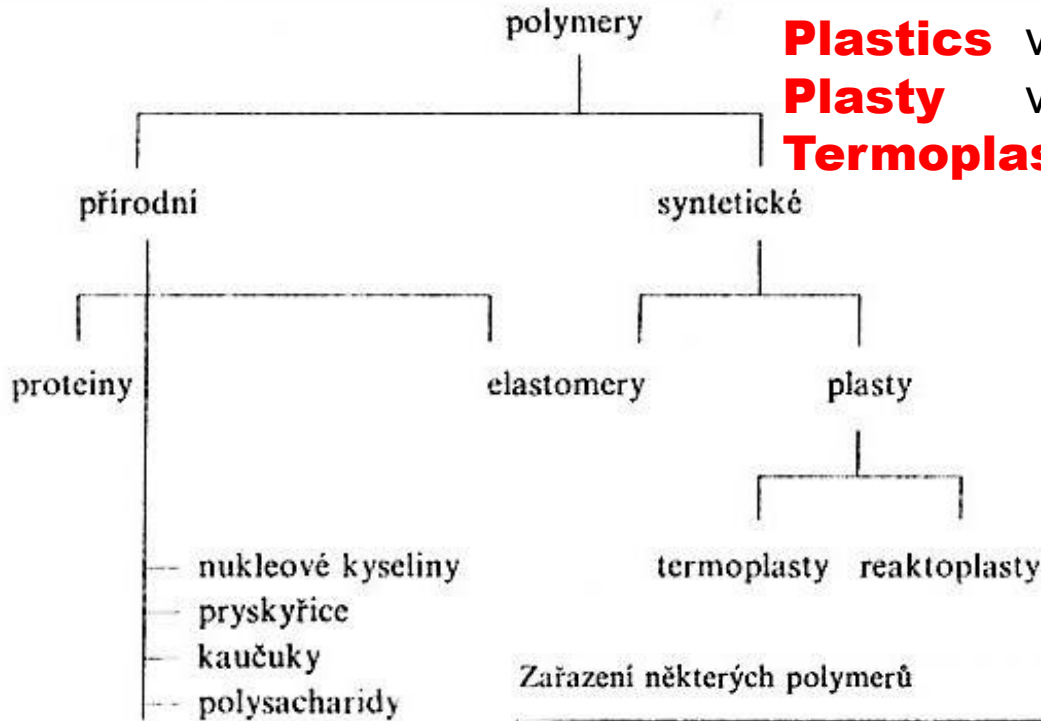 polymery
Plastics
Plasty
přírodní
syntetické
proteiny
elastomery
plasty
nukleové kyseliny
termoplasty reaktoplasty
pryskyřice
kaučuky
polysacharidy
Zařazení některých polymerů